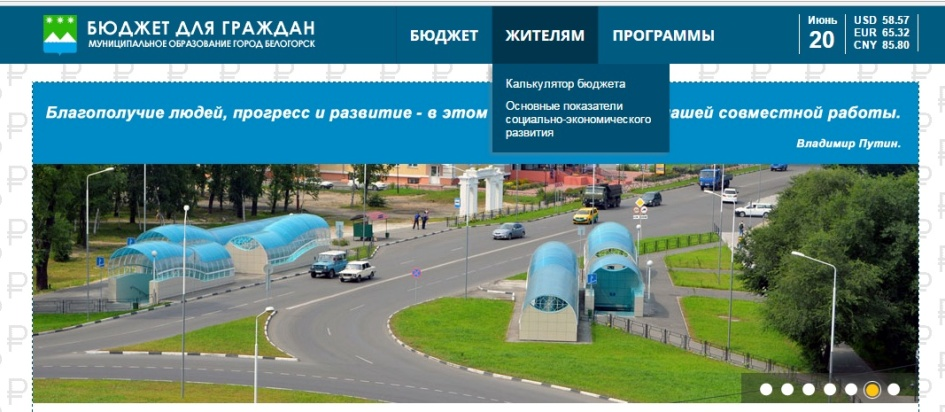 БЮДЖЕТ ДЛЯ ГРАЖДАН
МУНИЦИПАЛЬНОЕ ОБРАЗОВАНИЕ ГОРОД БЕЛОГОРСК
БЮДЖЕТ
ЖИТЕЛЯМ
ПРОГРАММЫ
Июнь
20
USD 58.57
EUR 65.32
CNY 85.80
Калькулятор бюджета
Основные показатели
социально-экономического
развития
Благополучие людей, прогресс и развитие - в этом ашей совместной работы.
Владимир Путин.